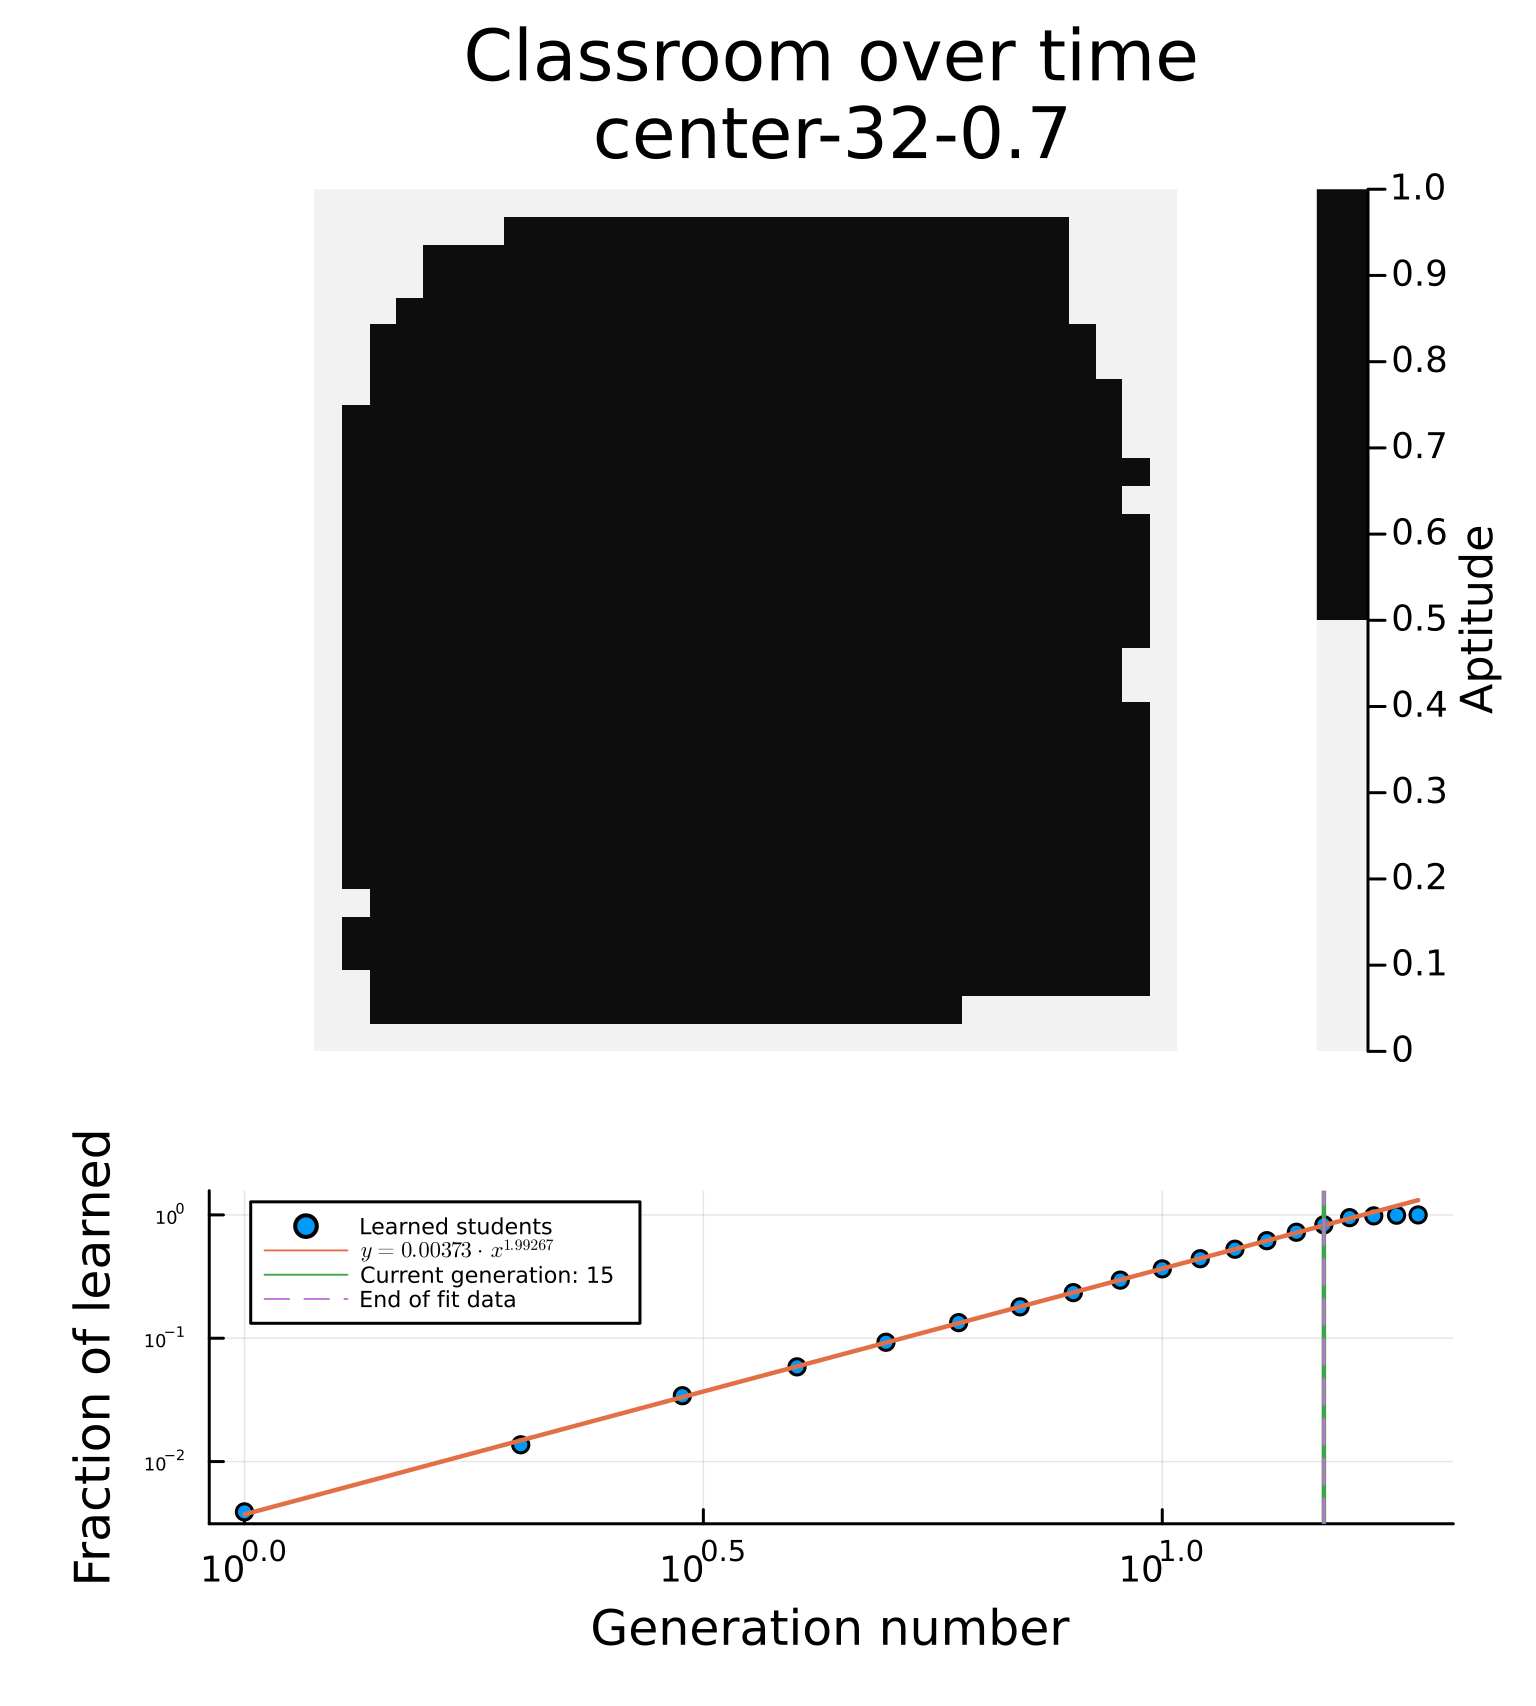 Classroom over time
center-32-0.7
1.0
0.9
0.8
0.7
0.6
0.5
0.4
0.3
0.2
0.1
0
Aptitude
Fraction of learned
10⁰
10⁻¹
10⁻²
Learned students
y = 0.00373 · x^1.99267
Current generation: 15
End of fit data
10^0.0
10^0.5
10^1.0
Generation number